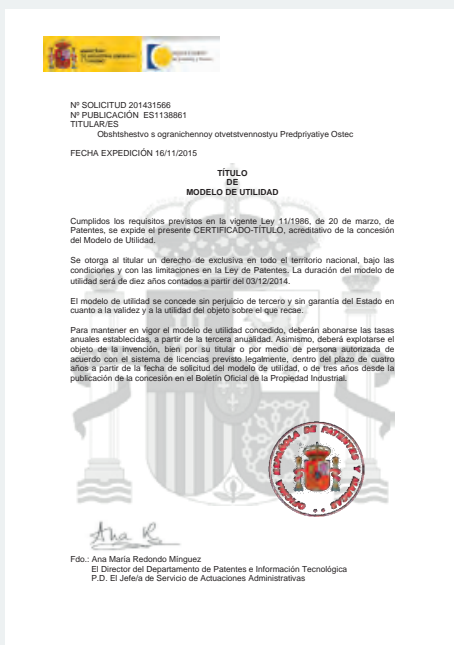 Nº SOLICITUD 201431566
Nº PUBLICACIÓN ES1138861
TITULAR/ES
Obshtshestvo s ogranichennoy otvetstvennostyu Predpriyatiye Ostec
FECHA EXPEDICIÓN 16/11/2015
TÍTULO
DE
MODELO DE UTILIDAD
Cumplidos los requisitos previstos en la vigente Ley 11/1986, de 20 de marzo, de
Patentes, se expide el presente CERTIFICADO-TÍTULO, acreditativo de la concesión
del Modelo de Utilidad.
Se otorga al titular un derecho de exclusiva en todo el territorio nacional, bajo las
condiciones y con las limitaciones en la Ley de Patentes. La duración del modelo de
utilidad será de diez años contados a partir del 03/12/2014.
El modelo de utilidad se concede sin perjuicio de tercero y sin garantía del Estado en
cuanto a la validez y a la utilidad del objeto sobre el que recae.
Para mantener en vigor el modelo de utilidad concedido, deberán abonarse las tasas
anuales establecidas, a partir de la tercera anualidad. Asimismo, deberá explotarse el
objeto de la invención, bien por su titular o por medio de persona autorizada de
acuerdo con el sistema de licencias previsto legalmente, dentro del plazo de cuatro
años a partir de la fecha de solicitud del modelo de utilidad, o de tres años desde la
publicación de la concesión en el Boletín Oficial de la Propiedad Industrial.
OFICINA ESPAÑOLA DE PATENTES Y MARCAS
Ana R.
Fdo.: Ana María Redondo Mínguez
El Director del Departamento de Patentes e Información Tecnológica
P.D. El Jefe/a de Servicio de Actuaciones Administrativas